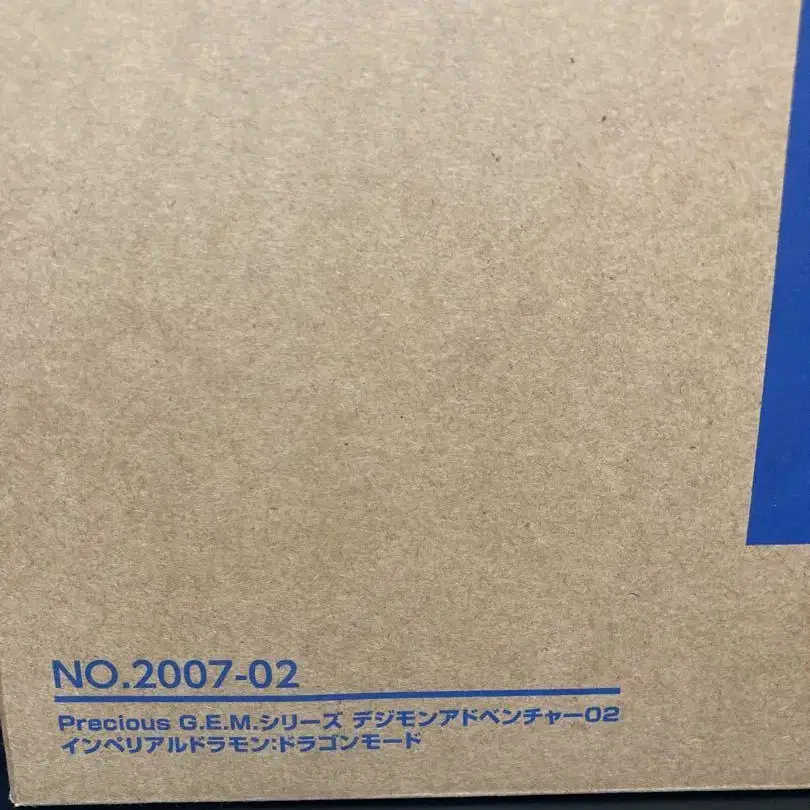 NO.2007-02
Precious G.E.M.シリーズ デジモンアドベンチャー02
インペリアルドラモン:ドラゴンモード